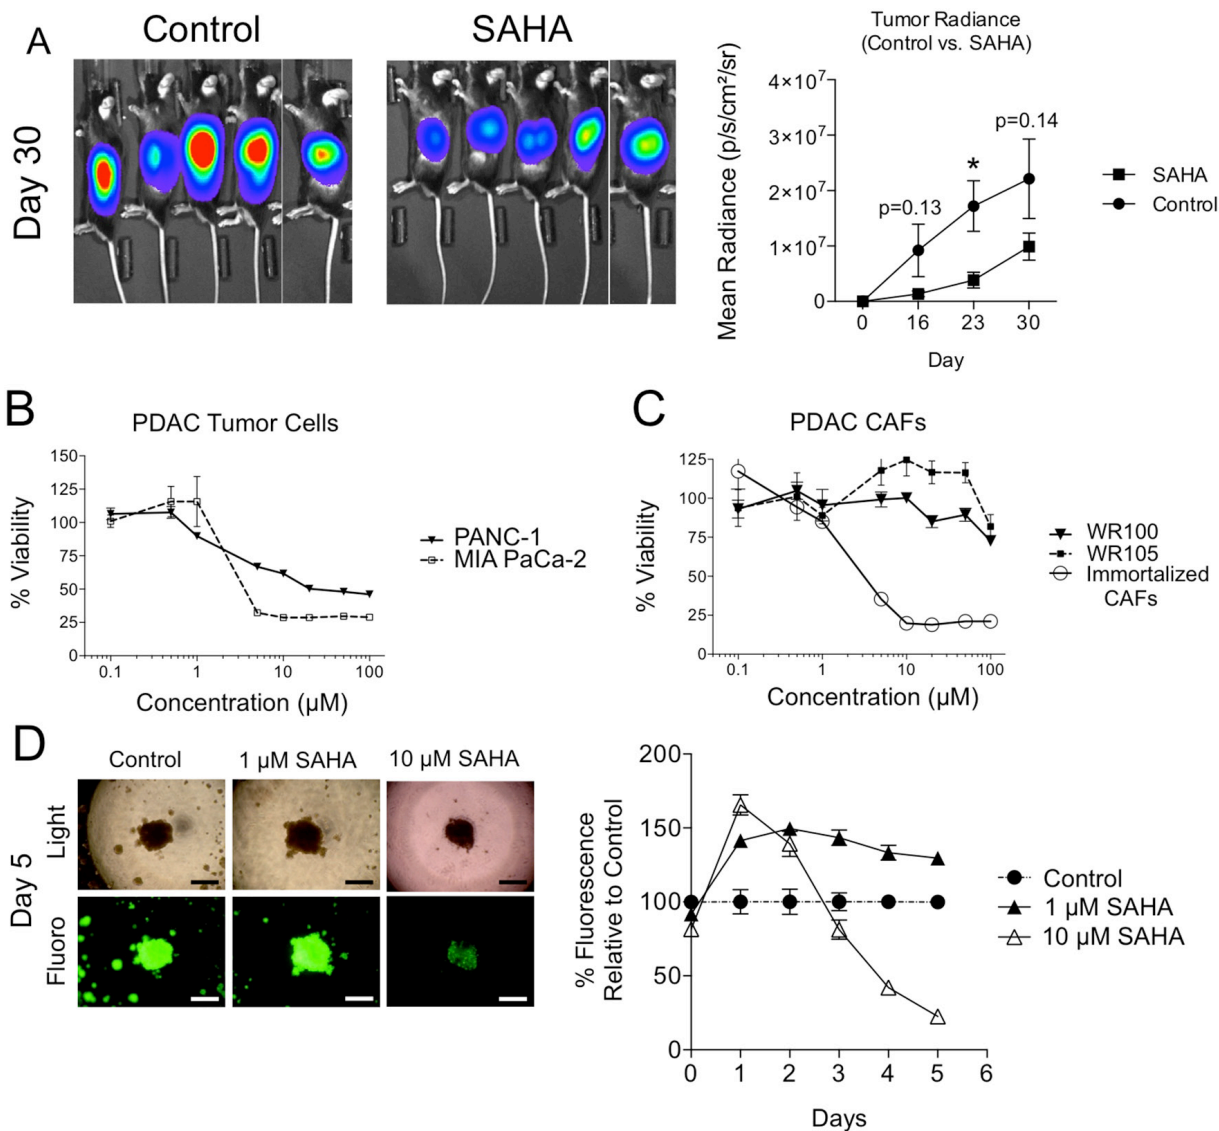 A
Control
SAHA
Day 30
Tumor Radiance
(Control vs. SAHA)
Mean Radiance (p/s/cm²/sr)
4×10⁷
3×10⁷
2×10⁷
1×10⁷
0
p=0.13
*
p=0.14
0 16 23 30
Day
SAHA
Control
B
PDAC Tumor Cells
% Viability
150
125
100
75
50
25
0
0.1 1 10 100
Concentration (µM)
PANC-1
MIA PaCa-2
C
PDAC CAFs
% Viability
125
100
75
50
25
0
0.1 1 10 100
Concentration (µM)
WR100
WR105
Immortalized
CAFs
D
Control
1 µM SAHA
10 µM SAHA
Day 5
Light
Fluoro
% Fluorescence
Relative to Control
200
150
100
50
0
0 1 2 3 4 5 6
Days
Control
1 µM SAHA
10 µM SAHA